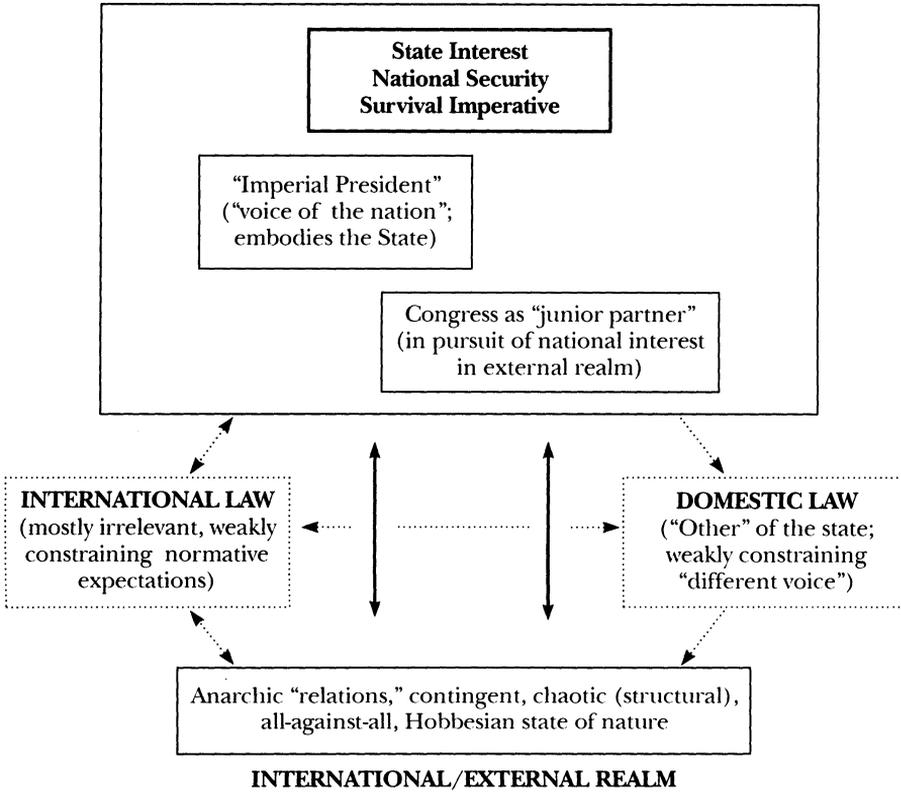 State Interest
National Security
Survival Imperative
“Imperial President”
(“voice of the nation”;
embodies the State)
Congress as “junior partner”
(in pursuit of national interest
in external realm)
INTERNATIONAL LAW
(mostly irrelevant, weakly
constraining normative
expectations)
DOMESTIC LAW
(“Other” of the state;
weakly constraining
“different voice”)
Anarchic “relations,” contingent, chaotic (structural),
all-against-all, Hobbesian state of nature
INTERNATIONAL/EXTERNAL REALM